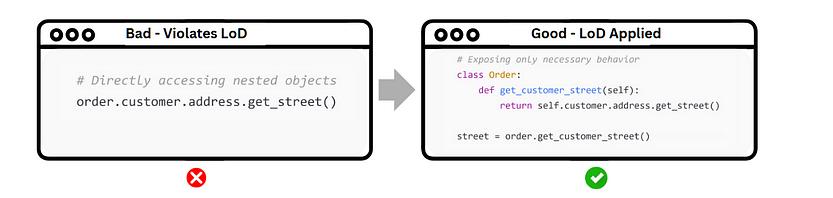 Bad - Violates LoD
# Directly accessing nested objects
order.customer.address.get_street()
Good - LoD Applied
# Exposing only necessary behavior
class Order:
    def get_customer_street(self):
        return self.customer.address.get_street()
street = order.get_customer_street()